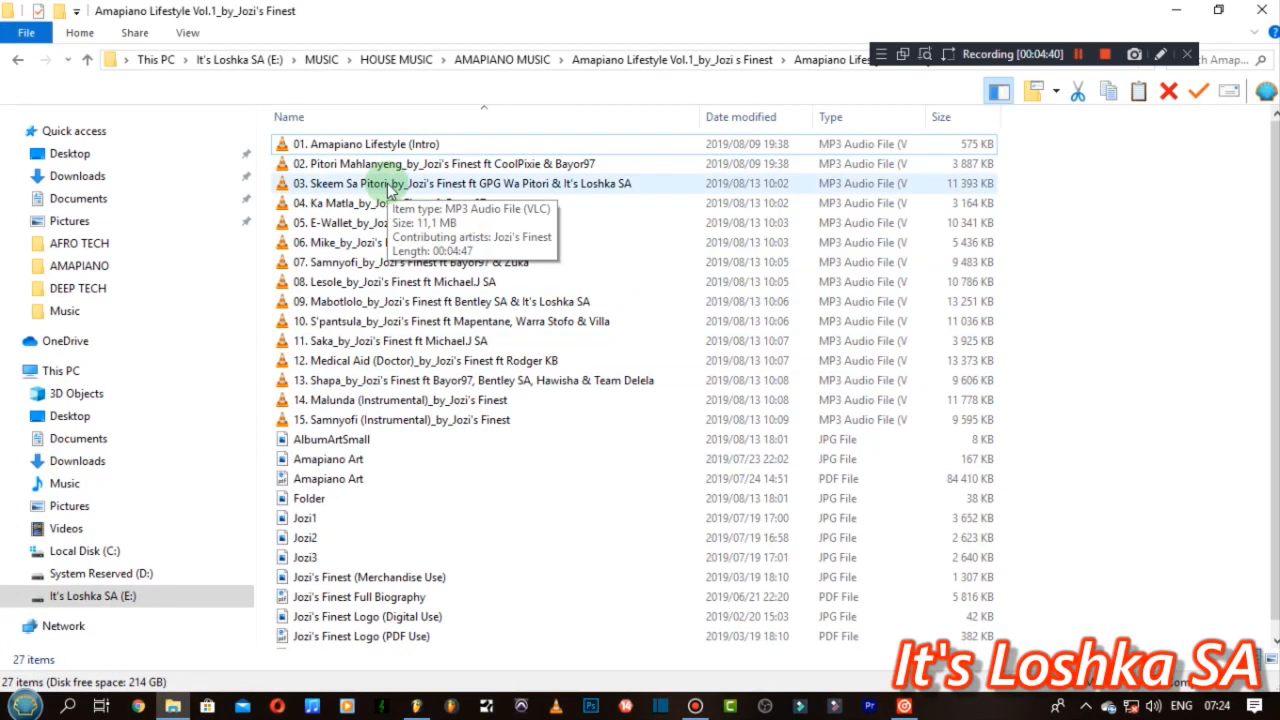 Amapiano Lifestyle Vol.1_by_Jozi's Finest
File Home Share View
This PC It's Loshka SA (E:) MUSIC HOUSE MUSIC AMAPIANO MUSIC Amapiano Lifestyle Vol.1_by_Jozi s Finest Amapiano Lifes
Recording [00:04:40]
Amap...
Name Date modified Type Size
Quick access
Desktop
Downloads
Documents
Pictures
AFRO TECH
AMAPIANO
DEEP TECH
Music
OneDrive
This PC
3D Objects
Desktop
Documents
Downloads
Music
Pictures
Videos
Local Disk (C:)
System Reserved (D:)
It's Loshka SA (E:)
Network
01. Amapiano Lifestyle (Intro) 2019/08/09 19:38 MP3 Audio File (V 575 KB
02. Pitori Mahlanyeng_by_Jozi's Finest ft CoolPixie & Bayor97 2019/08/09 19:38 MP3 Audio File (V 3 887 KB
03. Skeem Sa Pitori_by_Jozi's Finest ft GPG Wa Pitori & It's Loshka SA 2019/08/13 10:02 MP3 Audio File (V 11 393 KB
04. Ka Matla_by_Jo 2019/08/13 10:02 MP3 Audio File (V 3 164 KB
05. E-Wallet_by_Jo 2019/08/13 10:03 MP3 Audio File (V 10 341 KB
06. Mike_by_Jozi's 2019/08/13 10:03 MP3 Audio File (V 5 436 KB
07. Samnyofi_by_Jozi's Finest ft Bayor97 & Zuka 2019/08/13 10:05 MP3 Audio File (V 9 483 KB
08. Lesole_by_Jozi's Finest ft Michael.J SA 2019/08/13 10:05 MP3 Audio File (V 10 786 KB
09. Mabotlolo_by_Jozi's Finest ft Bentley SA & It's Loshka SA 2019/08/13 10:06 MP3 Audio File (V 13 251 KB
10. S'pantsula_by_Jozi's Finest ft Mapentane, Warra Stofo & Villa 2019/08/13 10:06 MP3 Audio File (V 11 036 KB
11. Saka_by_Jozi's Finest ft Michael.J SA 2019/08/13 10:07 MP3 Audio File (V 3 925 KB
12. Medical Aid (Doctor)_by_Jozi's Finest ft Rodger KB 2019/08/13 10:07 MP3 Audio File (V 13 373 KB
13. Shapa_by_Jozi's Finest ft Bayor97, Bentley SA, Hawisha & Team Delela 2019/08/13 10:08 MP3 Audio File (V 9 606 KB
14. Malunda (Instrumental)_by_Jozi's Finest 2019/08/13 10:08 MP3 Audio File (V 11 778 KB
15. Samnyofi (Instrumental)_by_Jozi's Finest 2019/08/13 10:09 MP3 Audio File (V 9 595 KB
AlbumArtSmall 2019/08/13 18:01 JPG File 8 KB
Amapiano Art 2019/07/23 22:02 JPG File 167 KB
Amapiano Art 2019/07/24 14:51 PDF File 84 410 KB
Folder 2019/08/13 18:01 JPG File 38 KB
Jozi1 2019/07/19 17:00 JPG File 3 652 KB
Jozi2 2019/07/19 16:58 JPG File 2 623 KB
Jozi3 2019/07/19 17:01 JPG File 2 640 KB
Jozi's Finest (Merchandise Use) 2019/03/19 18:10 JPG File 1 307 KB
Jozi's Finest Full Biography 2019/06/21 22:20 PDF File 5 816 KB
Jozi's Finest Logo (Digital Use) 2019/02/20 15:03 JPG File 42 KB
Jozi's Finest Logo (PDF Use) 2019/03/19 18:10 PDF File 382 KB
Item type: MP3 Audio File (VLC)
Size: 11,1 MB
Contributing artists: Jozi's Finest
Length: 00:04:47
27 items
27 items (Disk free space: 214 GB)
It's Loshka SA
ENG 07:24